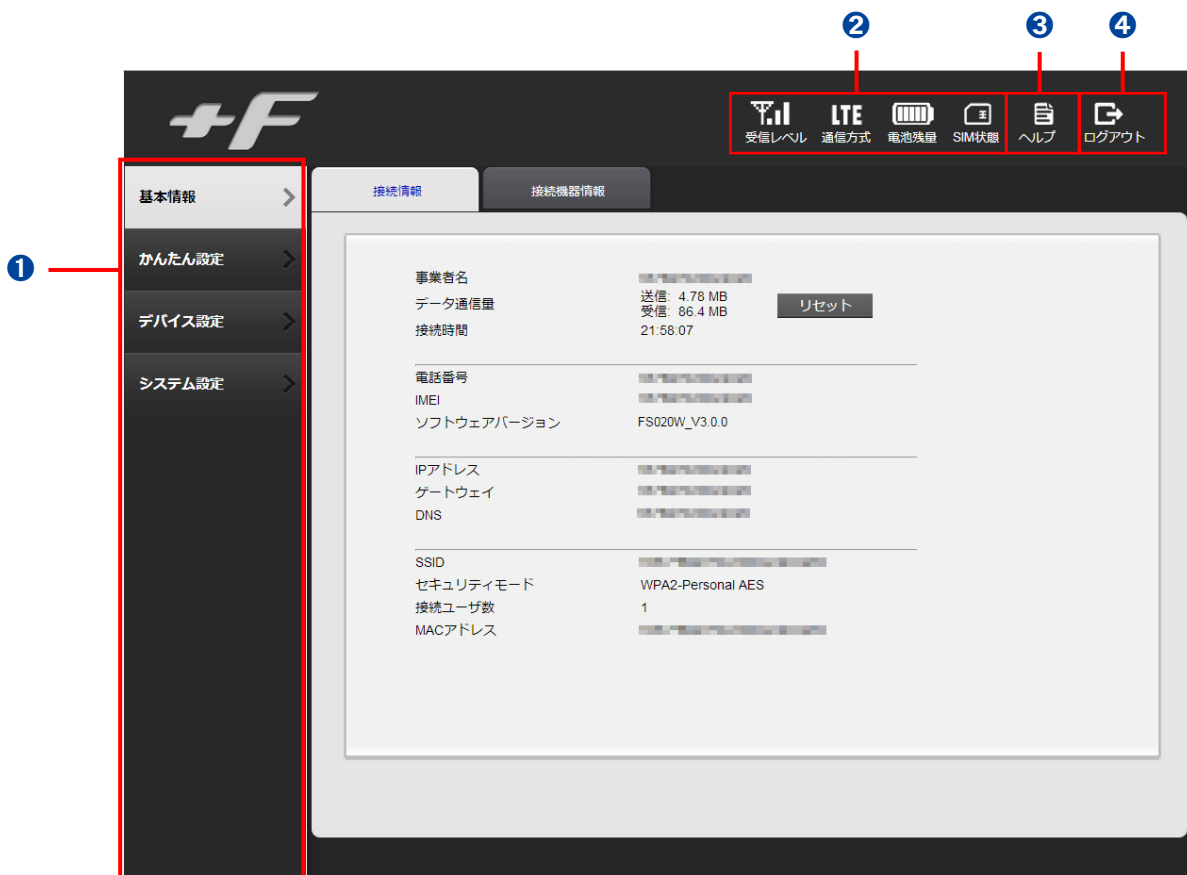 ❷ ❸ ❹
+F
LTE
受信レベル 通信方式 電池残量 SIM状態 ヘルプ ログアウト
❶
基本情報
かんたん設定
デバイス設定
システム設定
接続情報 接続機器情報
事業者名
データ通信量 送信: 4.78 MB
受信: 86.4 MB リセット
接続時間 21:58:07
電話番号
IMEI
ソフトウェアバージョン FS020W_V3.0.0
IPアドレス
ゲートウェイ
DNS
SSID
セキュリティモード WPA2-Personal AES
接続ユーザ数 1
MACアドレス